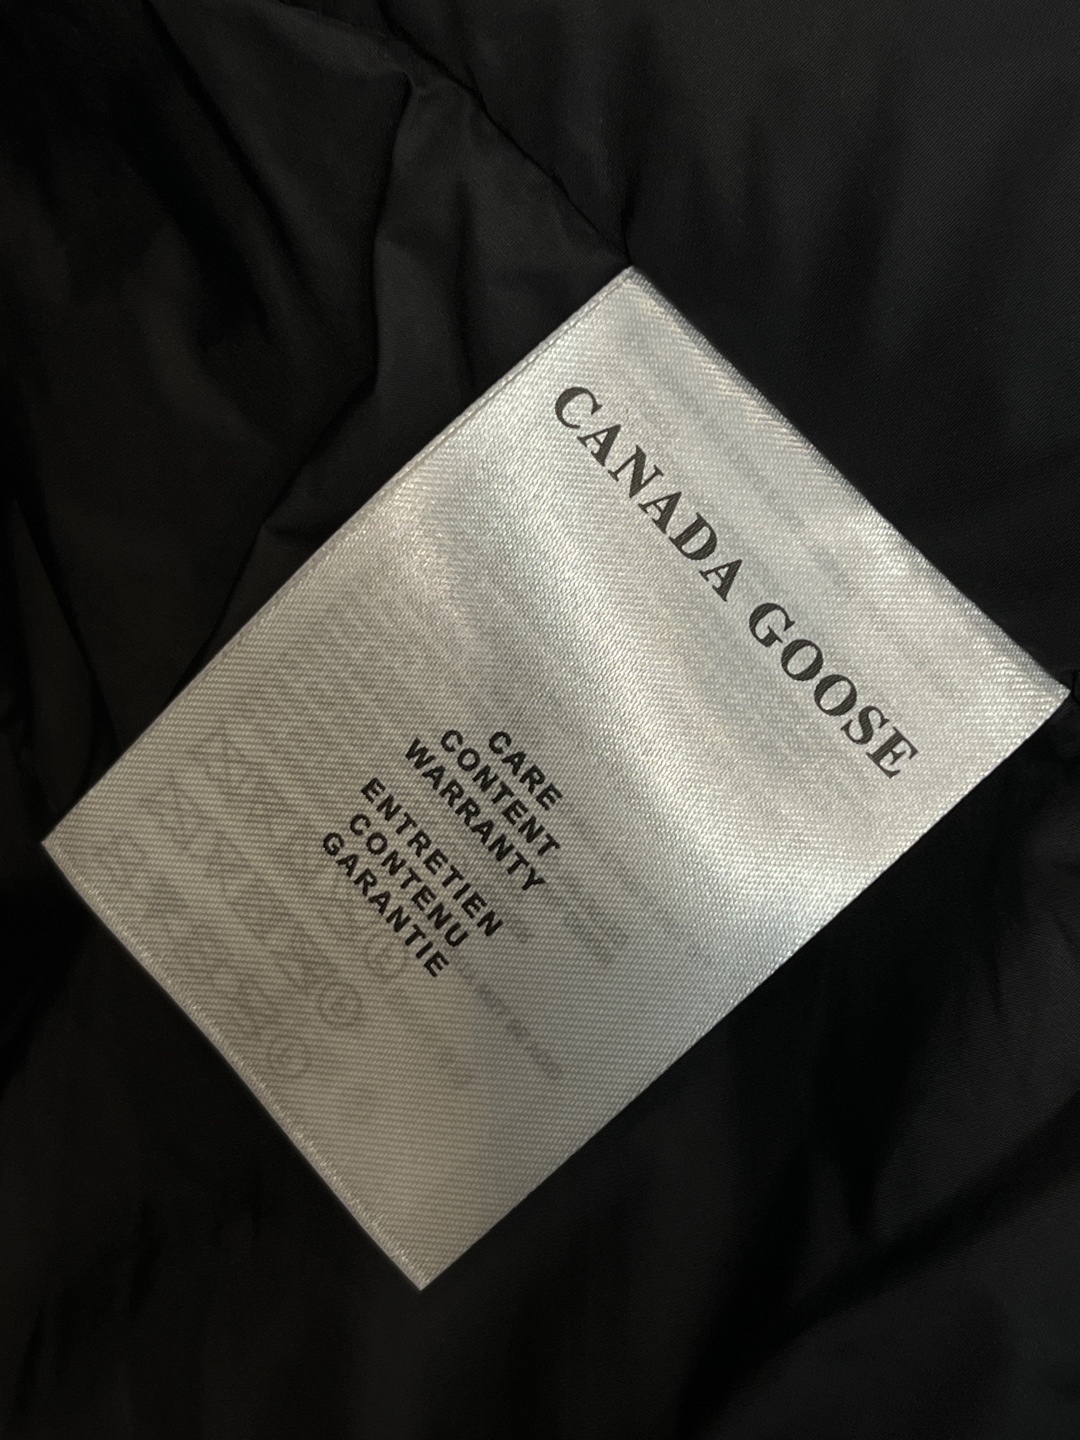 CANADA GOOSE
CARE
CONTENT
WARRANTY
ENTRETIEN
CONTENU
GARANTIE